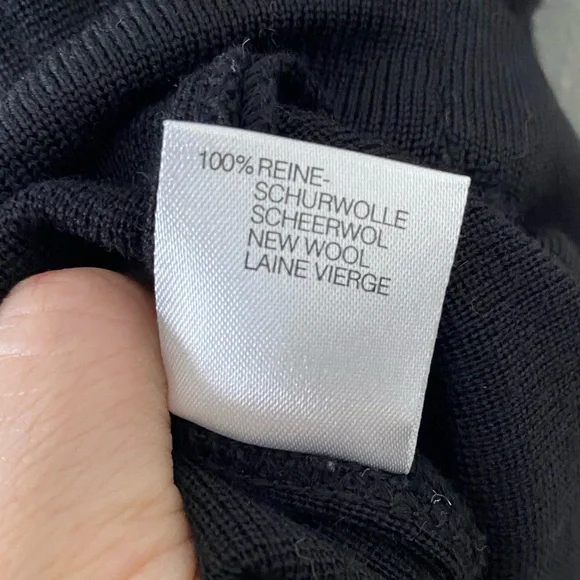 100% REINE-
SCHURWOLLE
SCHEERWOL
NEW WOOL
LAINE VIERGE